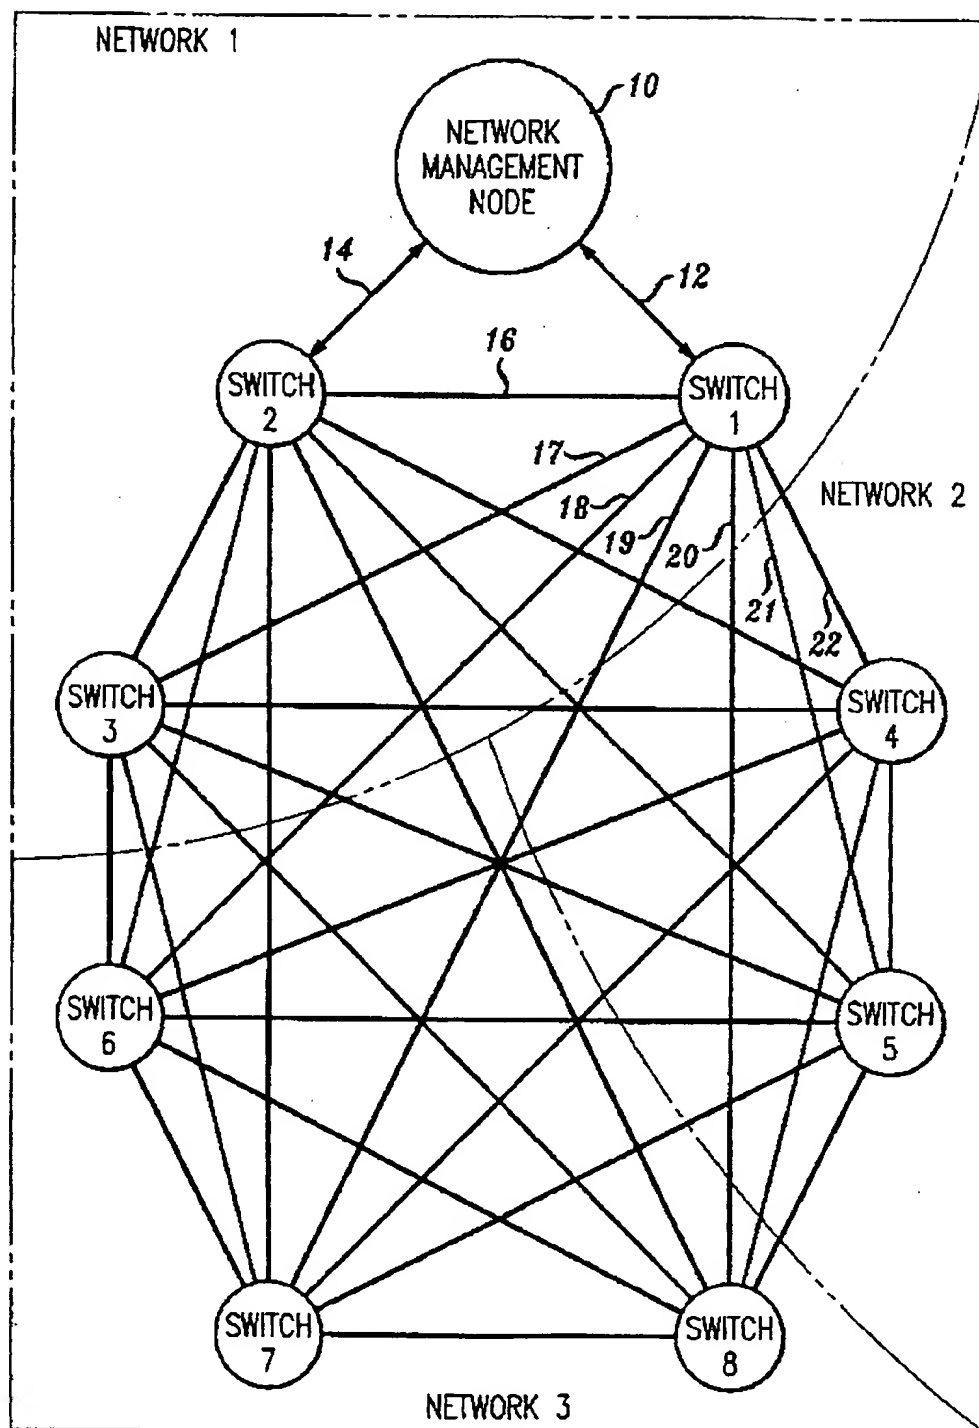 NETWORK 1
10
NETWORK
MANAGEMENT
NODE
14
12
16
SWITCH
2
SWITCH
1
17
18
19
20
NETWORK 2
21
22
SWITCH
3
SWITCH
4
SWITCH
6
SWITCH
5
SWITCH
7
SWITCH
8
NETWORK 3